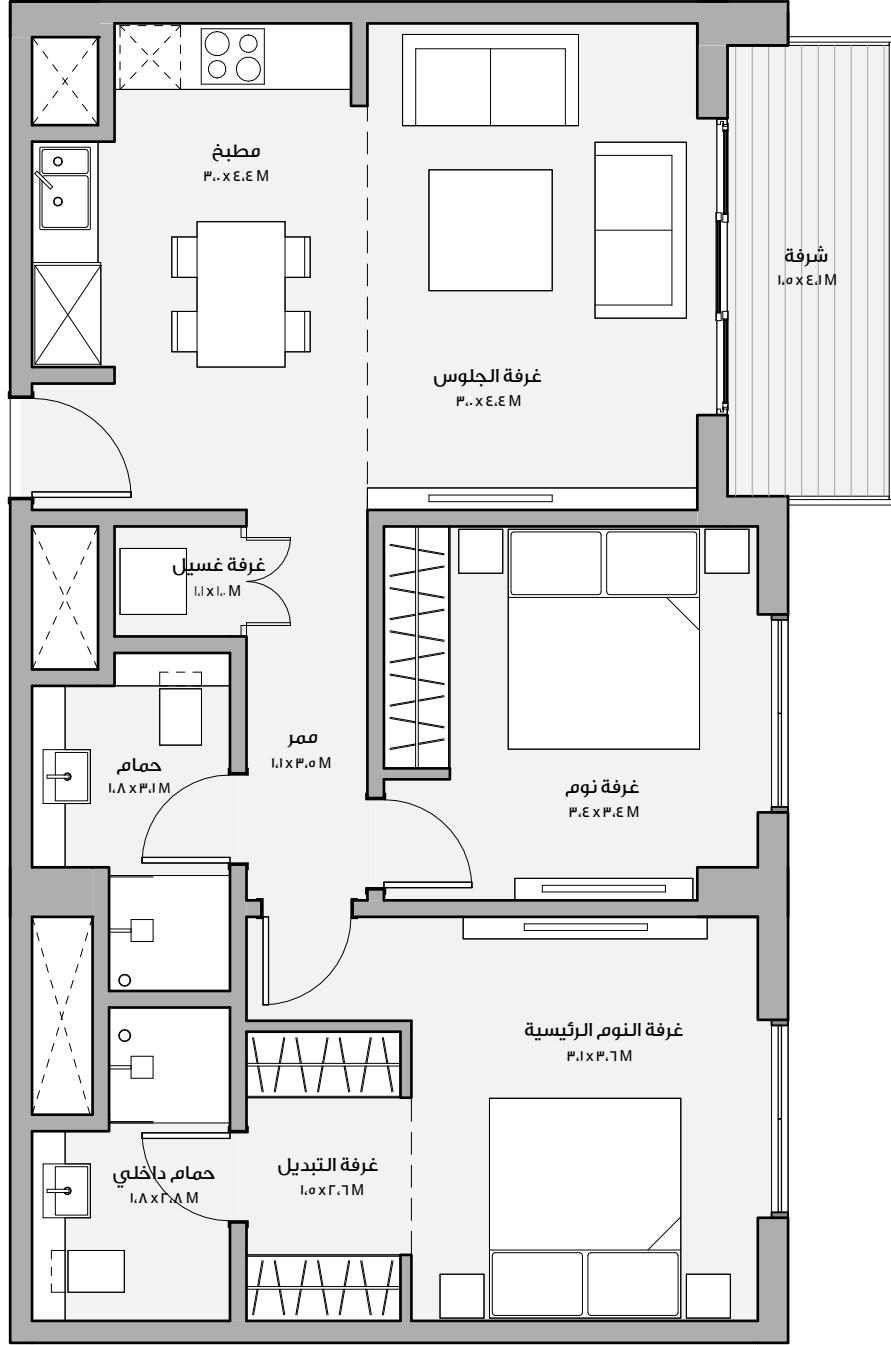 مطبخ
٣،٠x٤،٤M
شرفة
١،٥x٤،١M
غرفة الجلوس
٣،٠x٤،٤M
غرفة غسيل
١،١x١،٠M
ممر
١،١x٣،٥M
حمام
١،٨x٣،١M
غرفة نوم
٣،٤x٣،٤M
غرفة النوم الرئيسية
٣،١x٣،٦M
غرفة التبديل
١،٥x٢،٦M
حمام داخلي
١،٨x٢،٨M